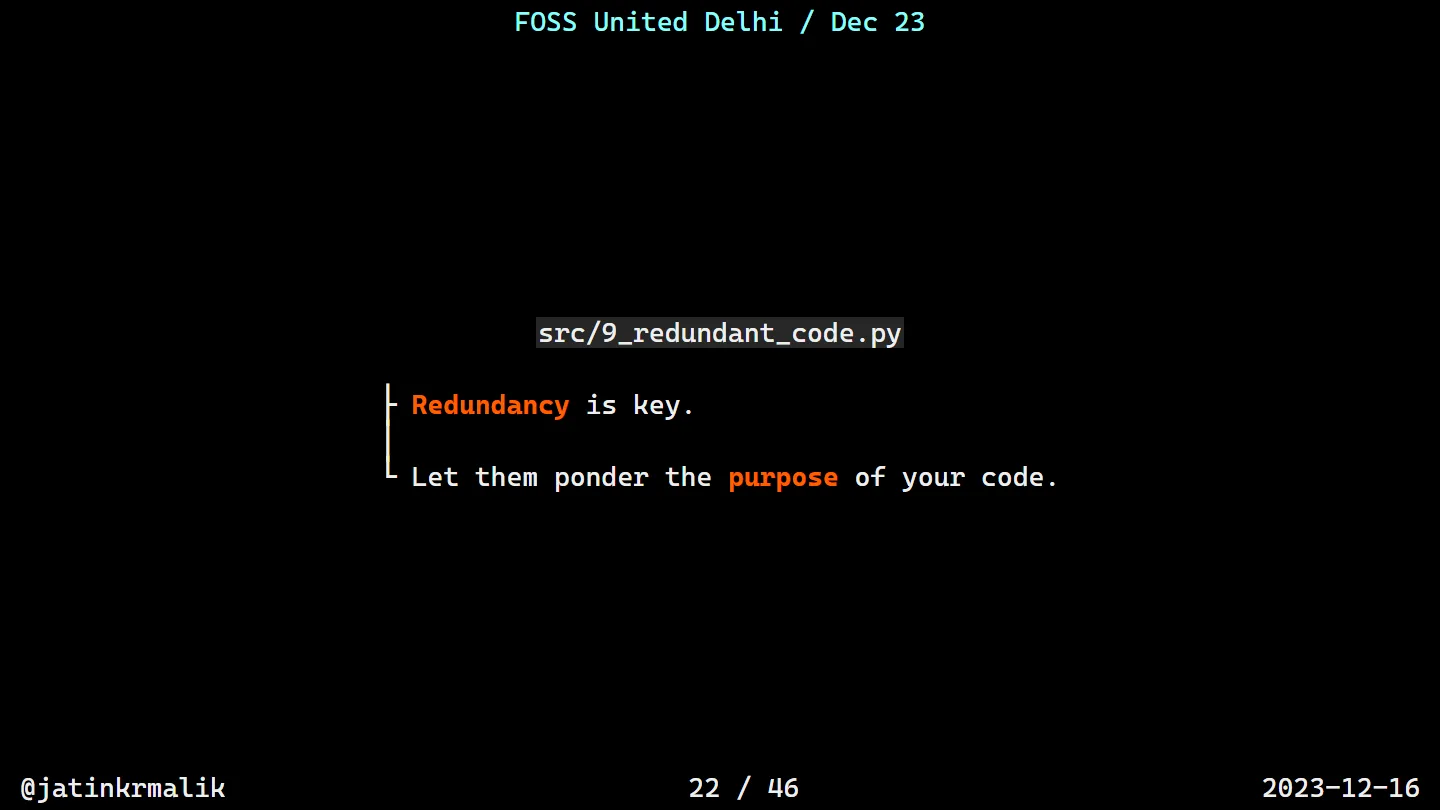 FOSS United Delhi / Dec 23
src/9_redundant_code.py
├ Redundancy is key.
│
└ Let them ponder the purpose of your code.
@jatinkrmalik
22 / 46
2023-12-16